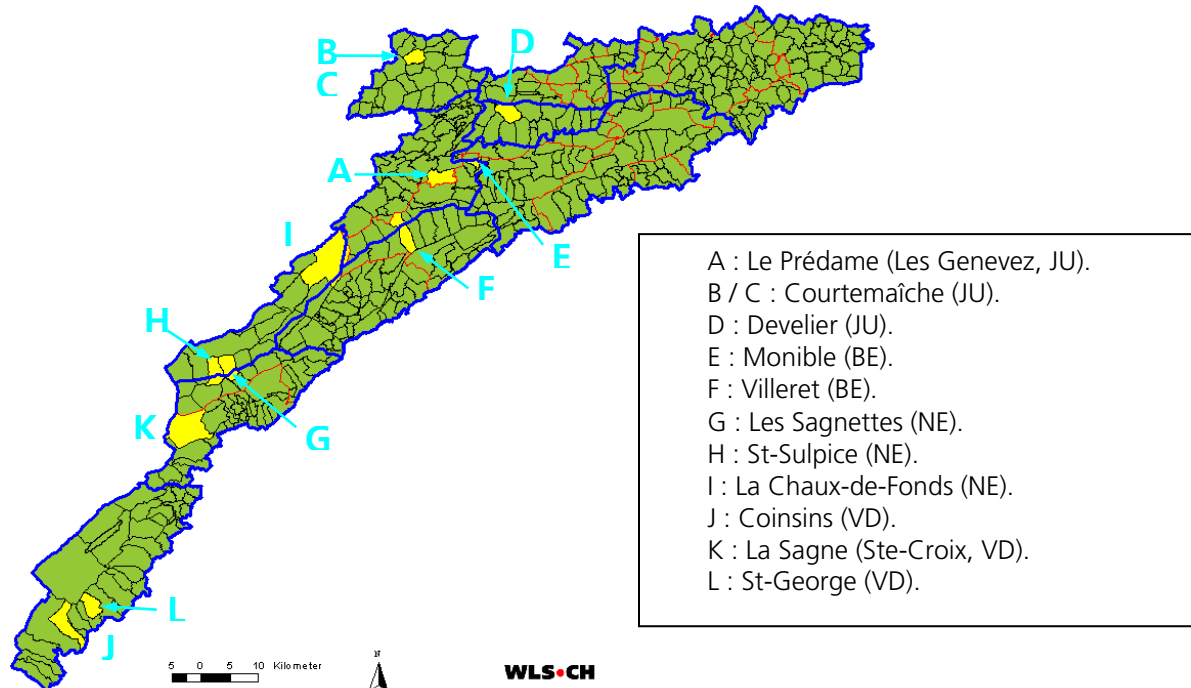 B
C
D
A
I
E
F
H
G
K
L
J
A : Le Prédame (Les Genevez, JU).
B / C : Courtemaîche (JU).
D : Develier (JU).
E : Monible (BE).
F : Villeret (BE).
G : Les Sagnettes (NE).
H : St-Sulpice (NE).
I : La Chaux-de-Fonds (NE).
J : Coinsins (VD).
K : La Sagne (Ste-Croix, VD).
L : St-George (VD).
5 0 5 10 Kilometer
N
WLS•CH